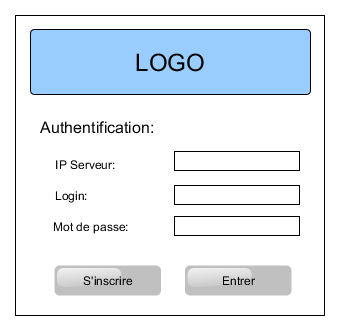 LOGO
Authentification:
IP Serveur:
Login:
Mot de passe:
S'inscrire
Entrer